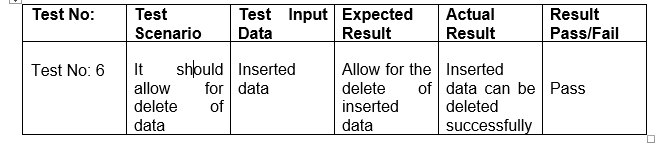 Test No: Test Scenario Test Input Data Expected Result Actual Result Result Pass/Fail
Test No: 6 It should allow for delete of data Inserted data Allow for the delete of inserted data Inserted data can be deleted successfully Pass